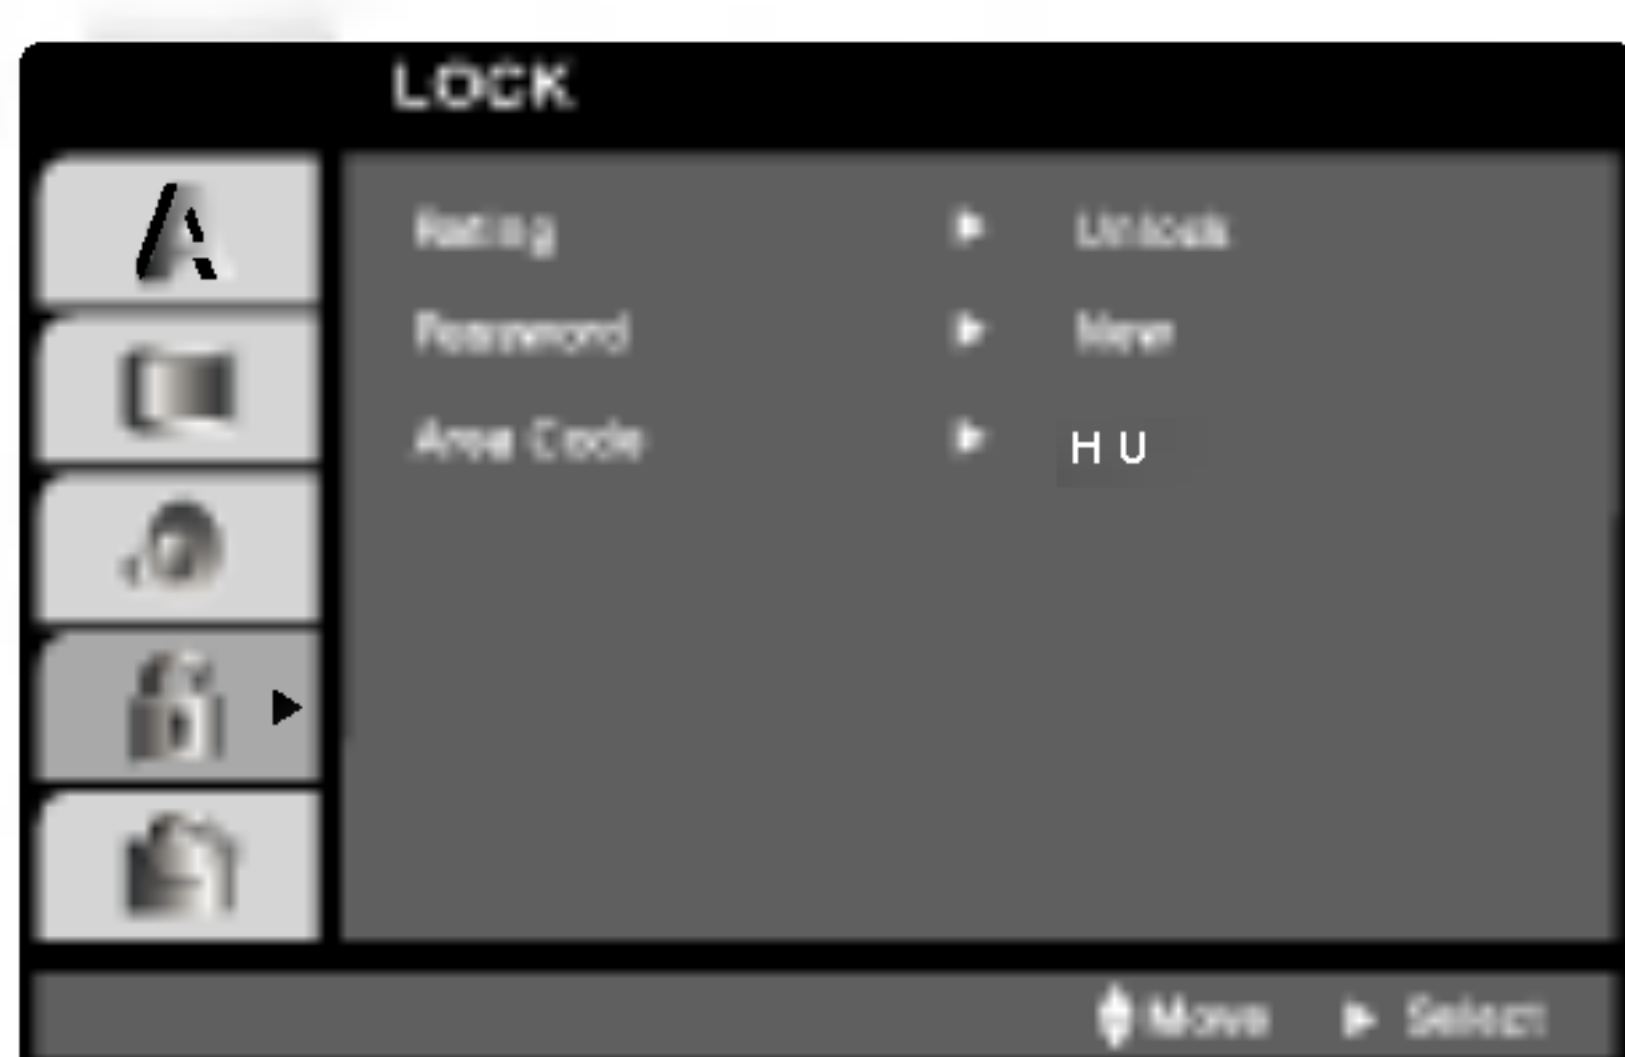 LOCK
Rating Unlock
Password New
Area Code H U
Move Select